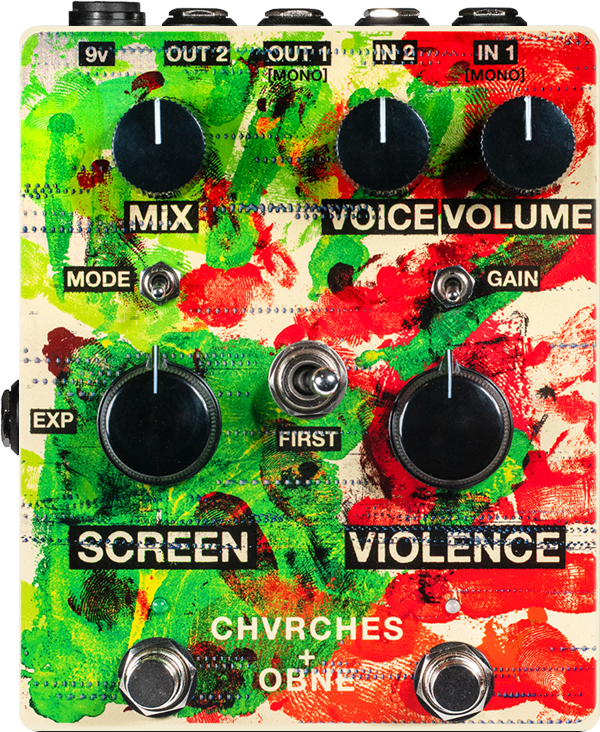 9v OUT 2 OUT 1 IN 2 IN 1
[MONO] [MONO]
MIX VOICE VOLUME
MODE GAIN
EXP
FIRST
SCREEN VIOLENCE
CHVRCHES
+
OBNE